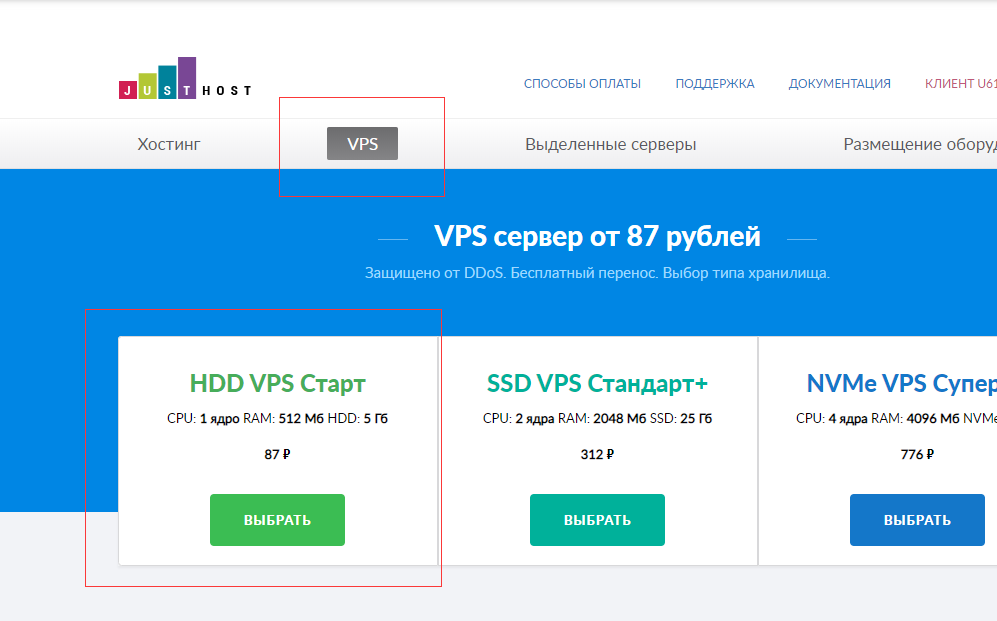 JUST HOST
СПОСОБЫ ОПЛАТЫ ПОДДЕРЖКА ДОКУМЕНТАЦИЯ КЛИЕНТ U61
Хостинг VPS Выделенные серверы Размещение обору
VPS сервер от 87 рублей
Защищено от DDoS. Бесплатный перенос. Выбор типа хранилища.
HDD VPS Старт
CPU: 1 ядро RAM: 512 Мб HDD: 5 Гб
87 ₽
ВЫБРАТЬ
SSD VPS Стандарт+
CPU: 2 ядра RAM: 2048 Мб SSD: 25 Гб
312 ₽
ВЫБРАТЬ
NVMe VPS Супер
CPU: 4 ядра RAM: 4096 Мб NVMe
776 ₽
ВЫБРАТЬ